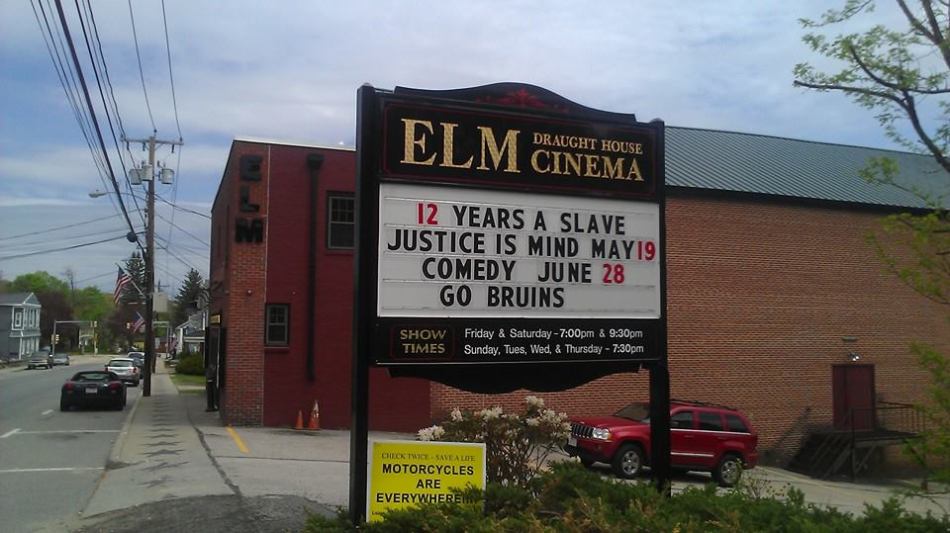 ELM
ELM DRAUGHT HOUSE CINEMA
12 YEARS A SLAVE
JUSTICE IS MIND MAY 19
COMEDY JUNE 28
GO BRUINS
SHOW TIMES
Friday & Saturday - 7:00pm & 9:30pm
Sunday, Tues, Wed, & Thursday - 7:30pm
CHECK TWICE - SAVE A LIFE
MOTORCYCLES
ARE
EVERYWHERE!!